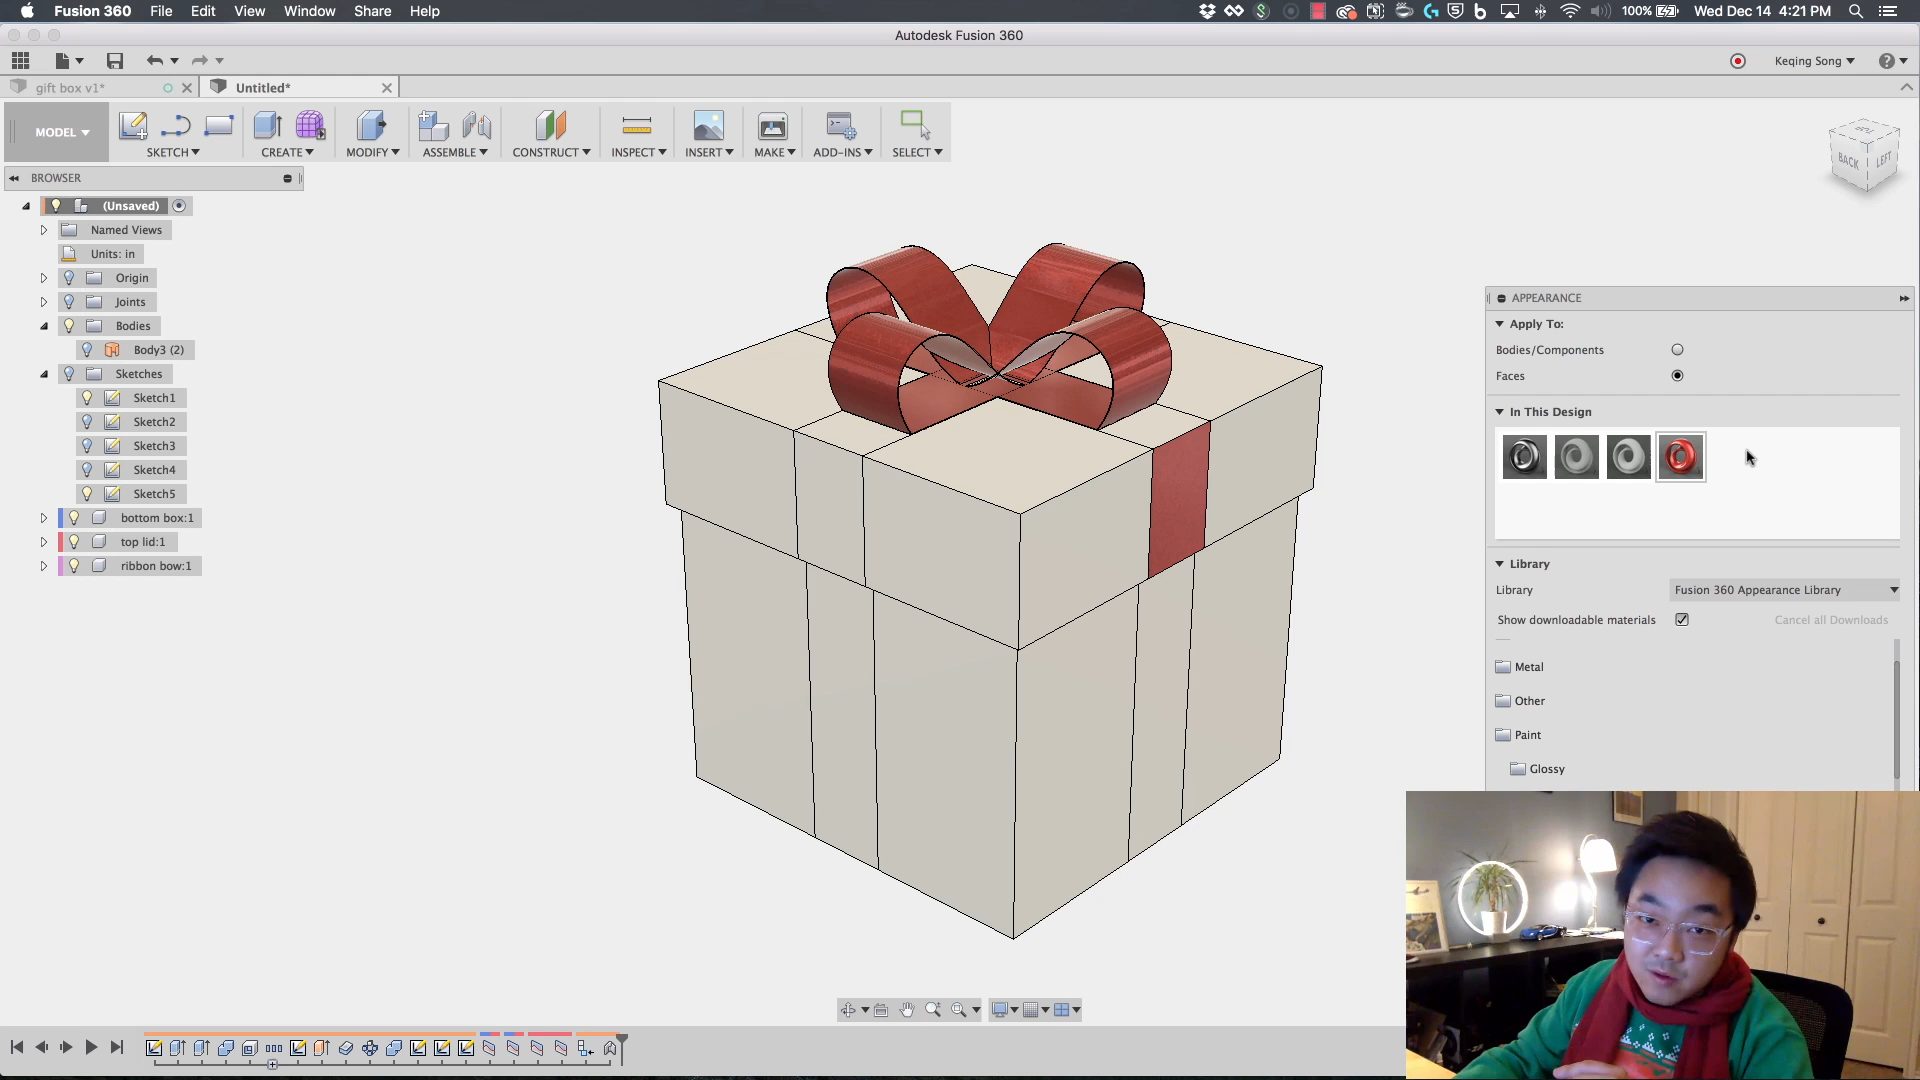 Fusion 360 File Edit View Window Share Help 100% Wed Dec 14 4:21 PM
Autodesk Fusion 360
Keqing Song
gift box v1* Untitled*
MODEL
SKETCH CREATE MODIFY ASSEMBLE CONSTRUCT INSPECT INSERT MAKE ADD-INS SELECT
TOP
BACK LEFT
BROWSER
(Unsaved)
Named Views
Units: in
Origin
Joints
Bodies
Body3 (2)
Sketches
Sketch1
Sketch2
Sketch3
Sketch4
Sketch5
bottom box:1
top lid:1
ribbon bow:1
APPEARANCE
Apply To:
Bodies/Components
Faces
In This Design
Library
Library Fusion 360 Appearance Library
Show downloadable materials Cancel all Downloads
Metal
Other
Paint
Glossy